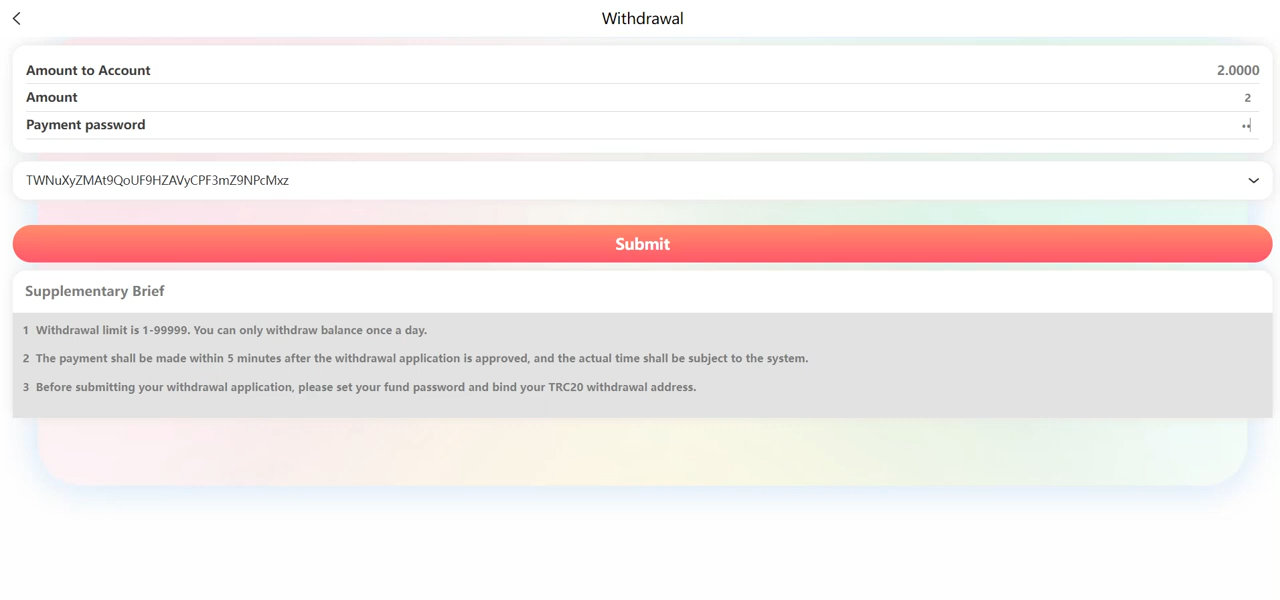 Withdrawal
Amount to Account 2.0000
Amount 2
Payment password ••
TWNuXyZMAt9QoUF9HZAVyCPF3mZ9NPcMxz
Submit
Supplementary Brief
1 Withdrawal limit is 1-99999. You can only withdraw balance once a day.
2 The payment shall be made within 5 minutes after the withdrawal application is approved, and the actual time shall be subject to the system.
3 Before submitting your withdrawal application, please set your fund password and bind your TRC20 withdrawal address.